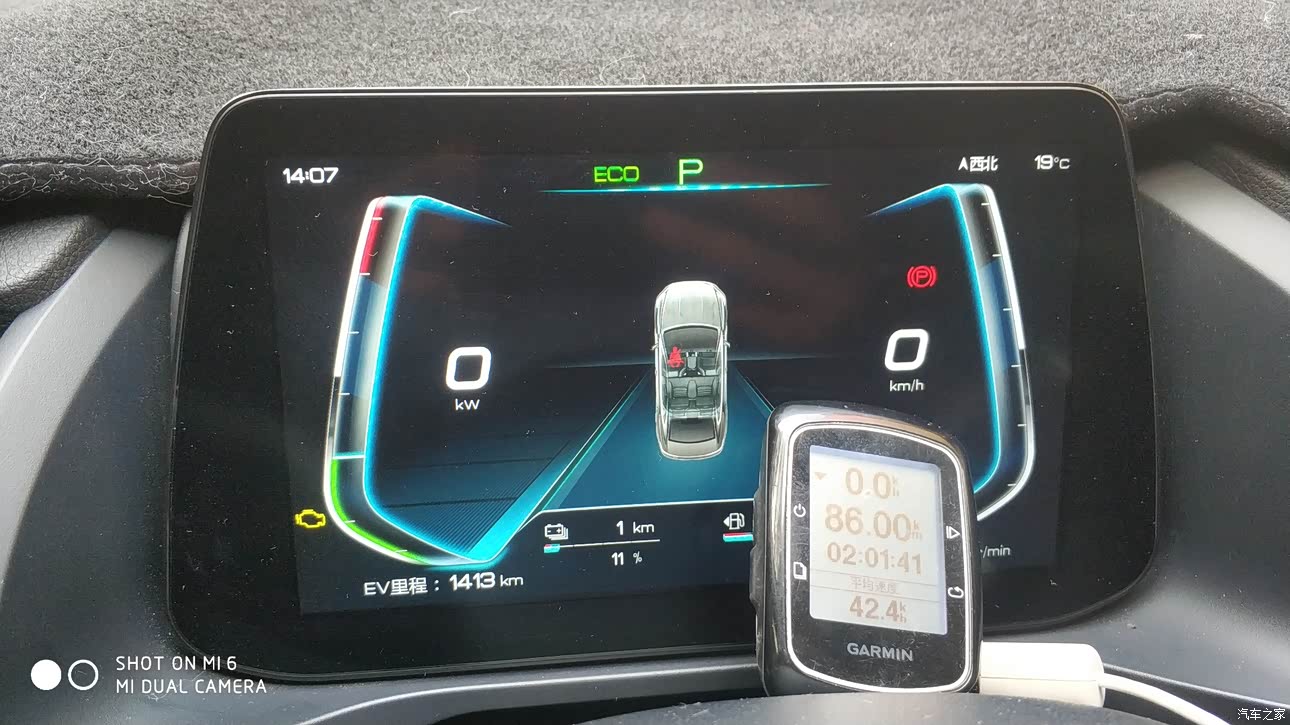 14:07
ECO
P
A西北
19°C
P
0
kW
0
km/h
1 km
11 %
EV里程：1413 km
r/min
0.0 k/h
86.00 km
02:01:41
平均速度
42.4 k/h
GARMIN
SHOT ON MI 6
MI DUAL CAMERA
汽车之家